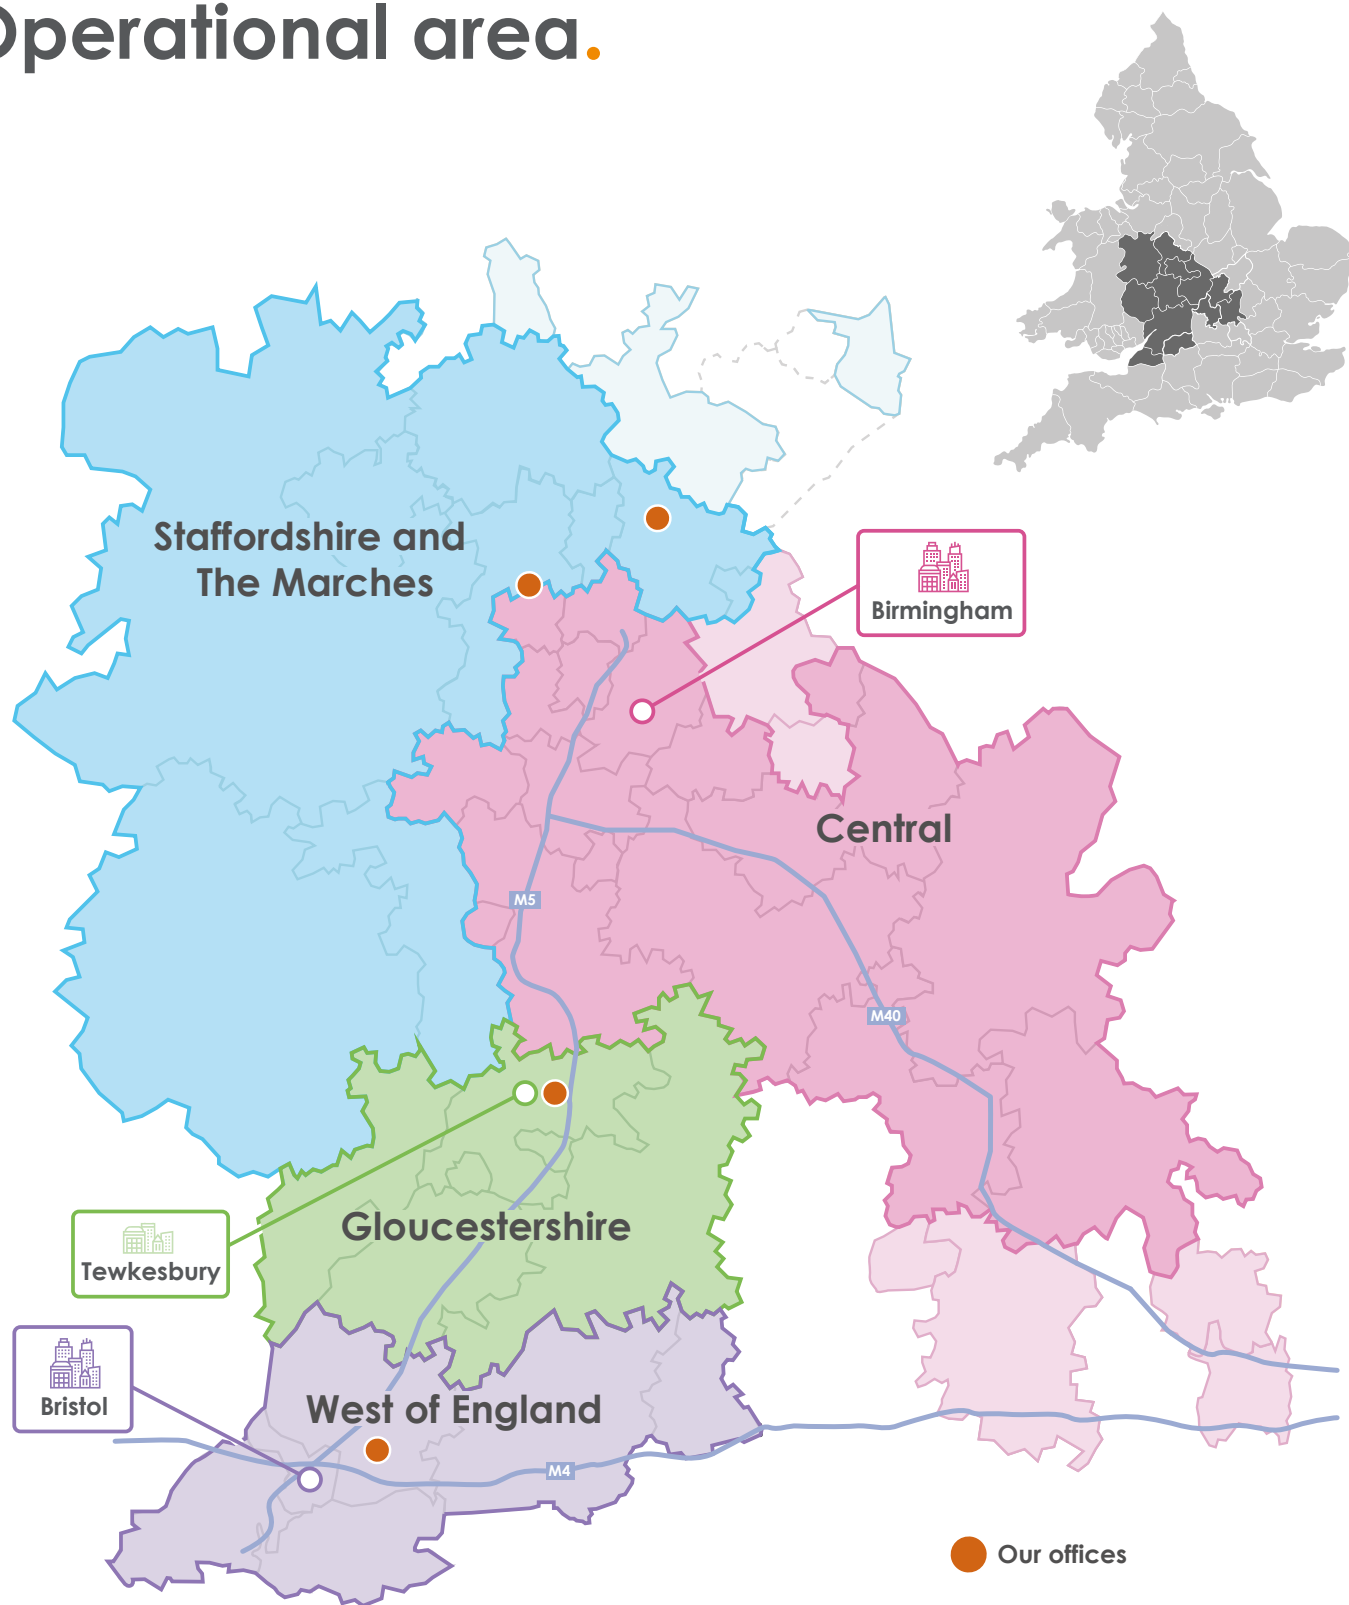 Operational area.
Staffordshire and
The Marches
Birmingham
Central
M5
M40
Gloucestershire
Tewkesbury
Bristol
West of England
M4
Our offices